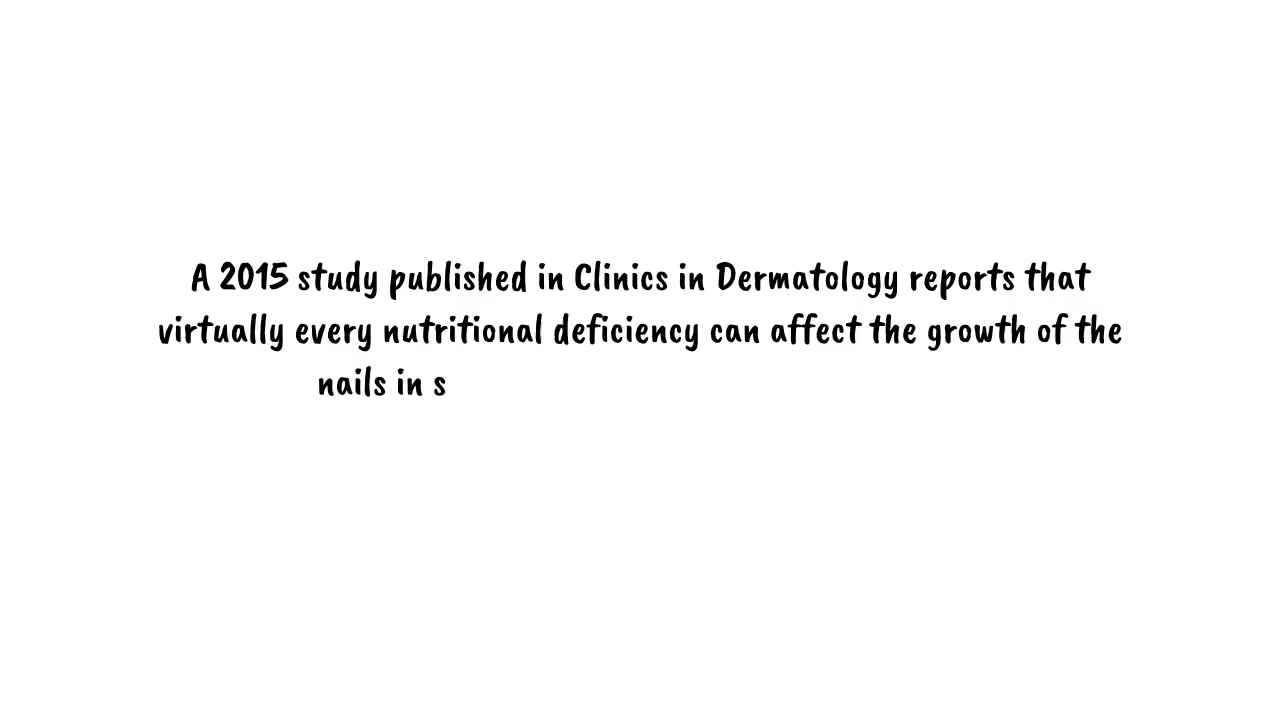 A 2015 study published in Clinics in Dermatology reports that
virtually every nutritional deficiency can affect the growth of the
nails in s